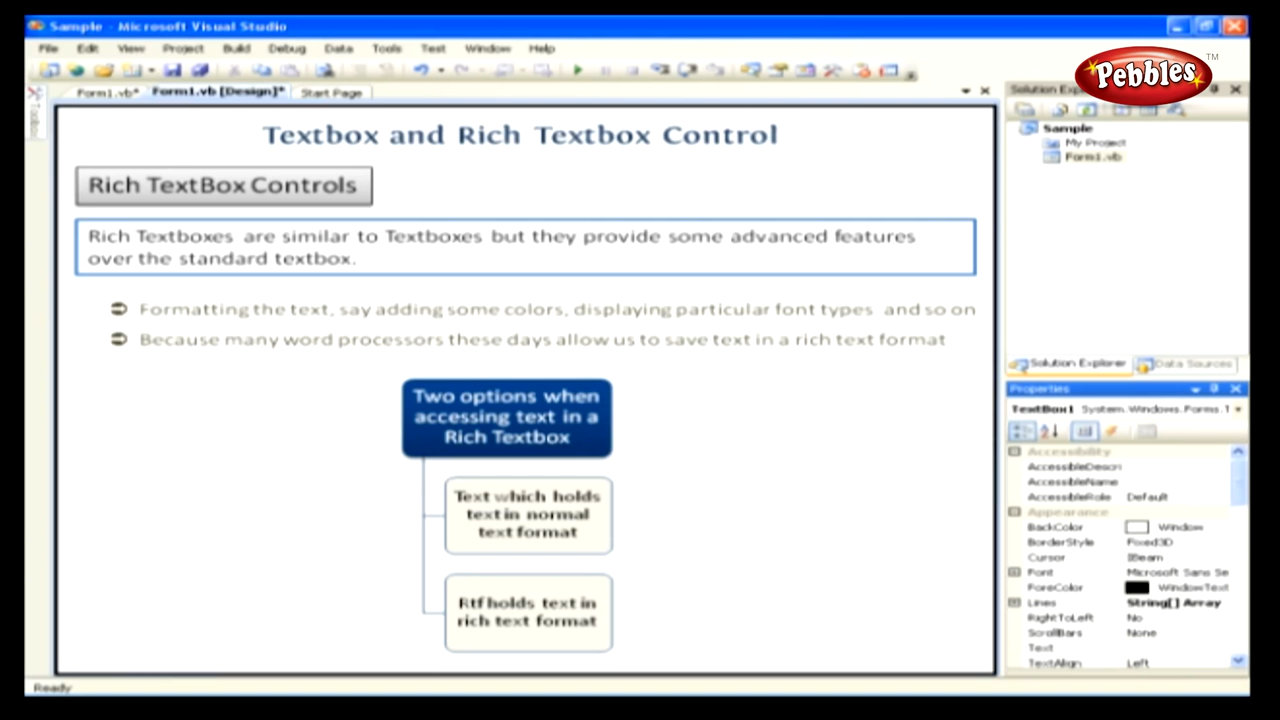 Sample - Microsoft Visual Studio
File Edit View Project Build Debug Data Tools Test Window Help
Pebbles™
Form1.vb* Form1.vb [Design]* Start Page
Toolbox
Textbox and Rich Textbox Control
Rich TextBox Controls
Rich Textboxes are similar to Textboxes but they provide some advanced features
over the standard textbox.
Formatting the text, say adding some colors, displaying particular font types and so on
Because many word processors these days allow us to save text in a rich text format
Two options when
accessing text in a
Rich Textbox
Text which holds
text in normal
text format
Rtf holds text in
rich text format
Solution Exp
Sample
My Project
Form1.vb
Solution Explorer Data Sources
Properties
TextBox1 System.Windows.Forms.T
Accessibility
AccessibleDescri
AccessibleName
AccessibleRole Default
Appearance
BackColor Window
BorderStyle Fixed3D
Cursor IBeam
Font Microsoft Sans Se
ForeColor WindowText
Lines String[] Array
RightToLeft No
ScrollBars None
Text
TextAlign Left
Ready